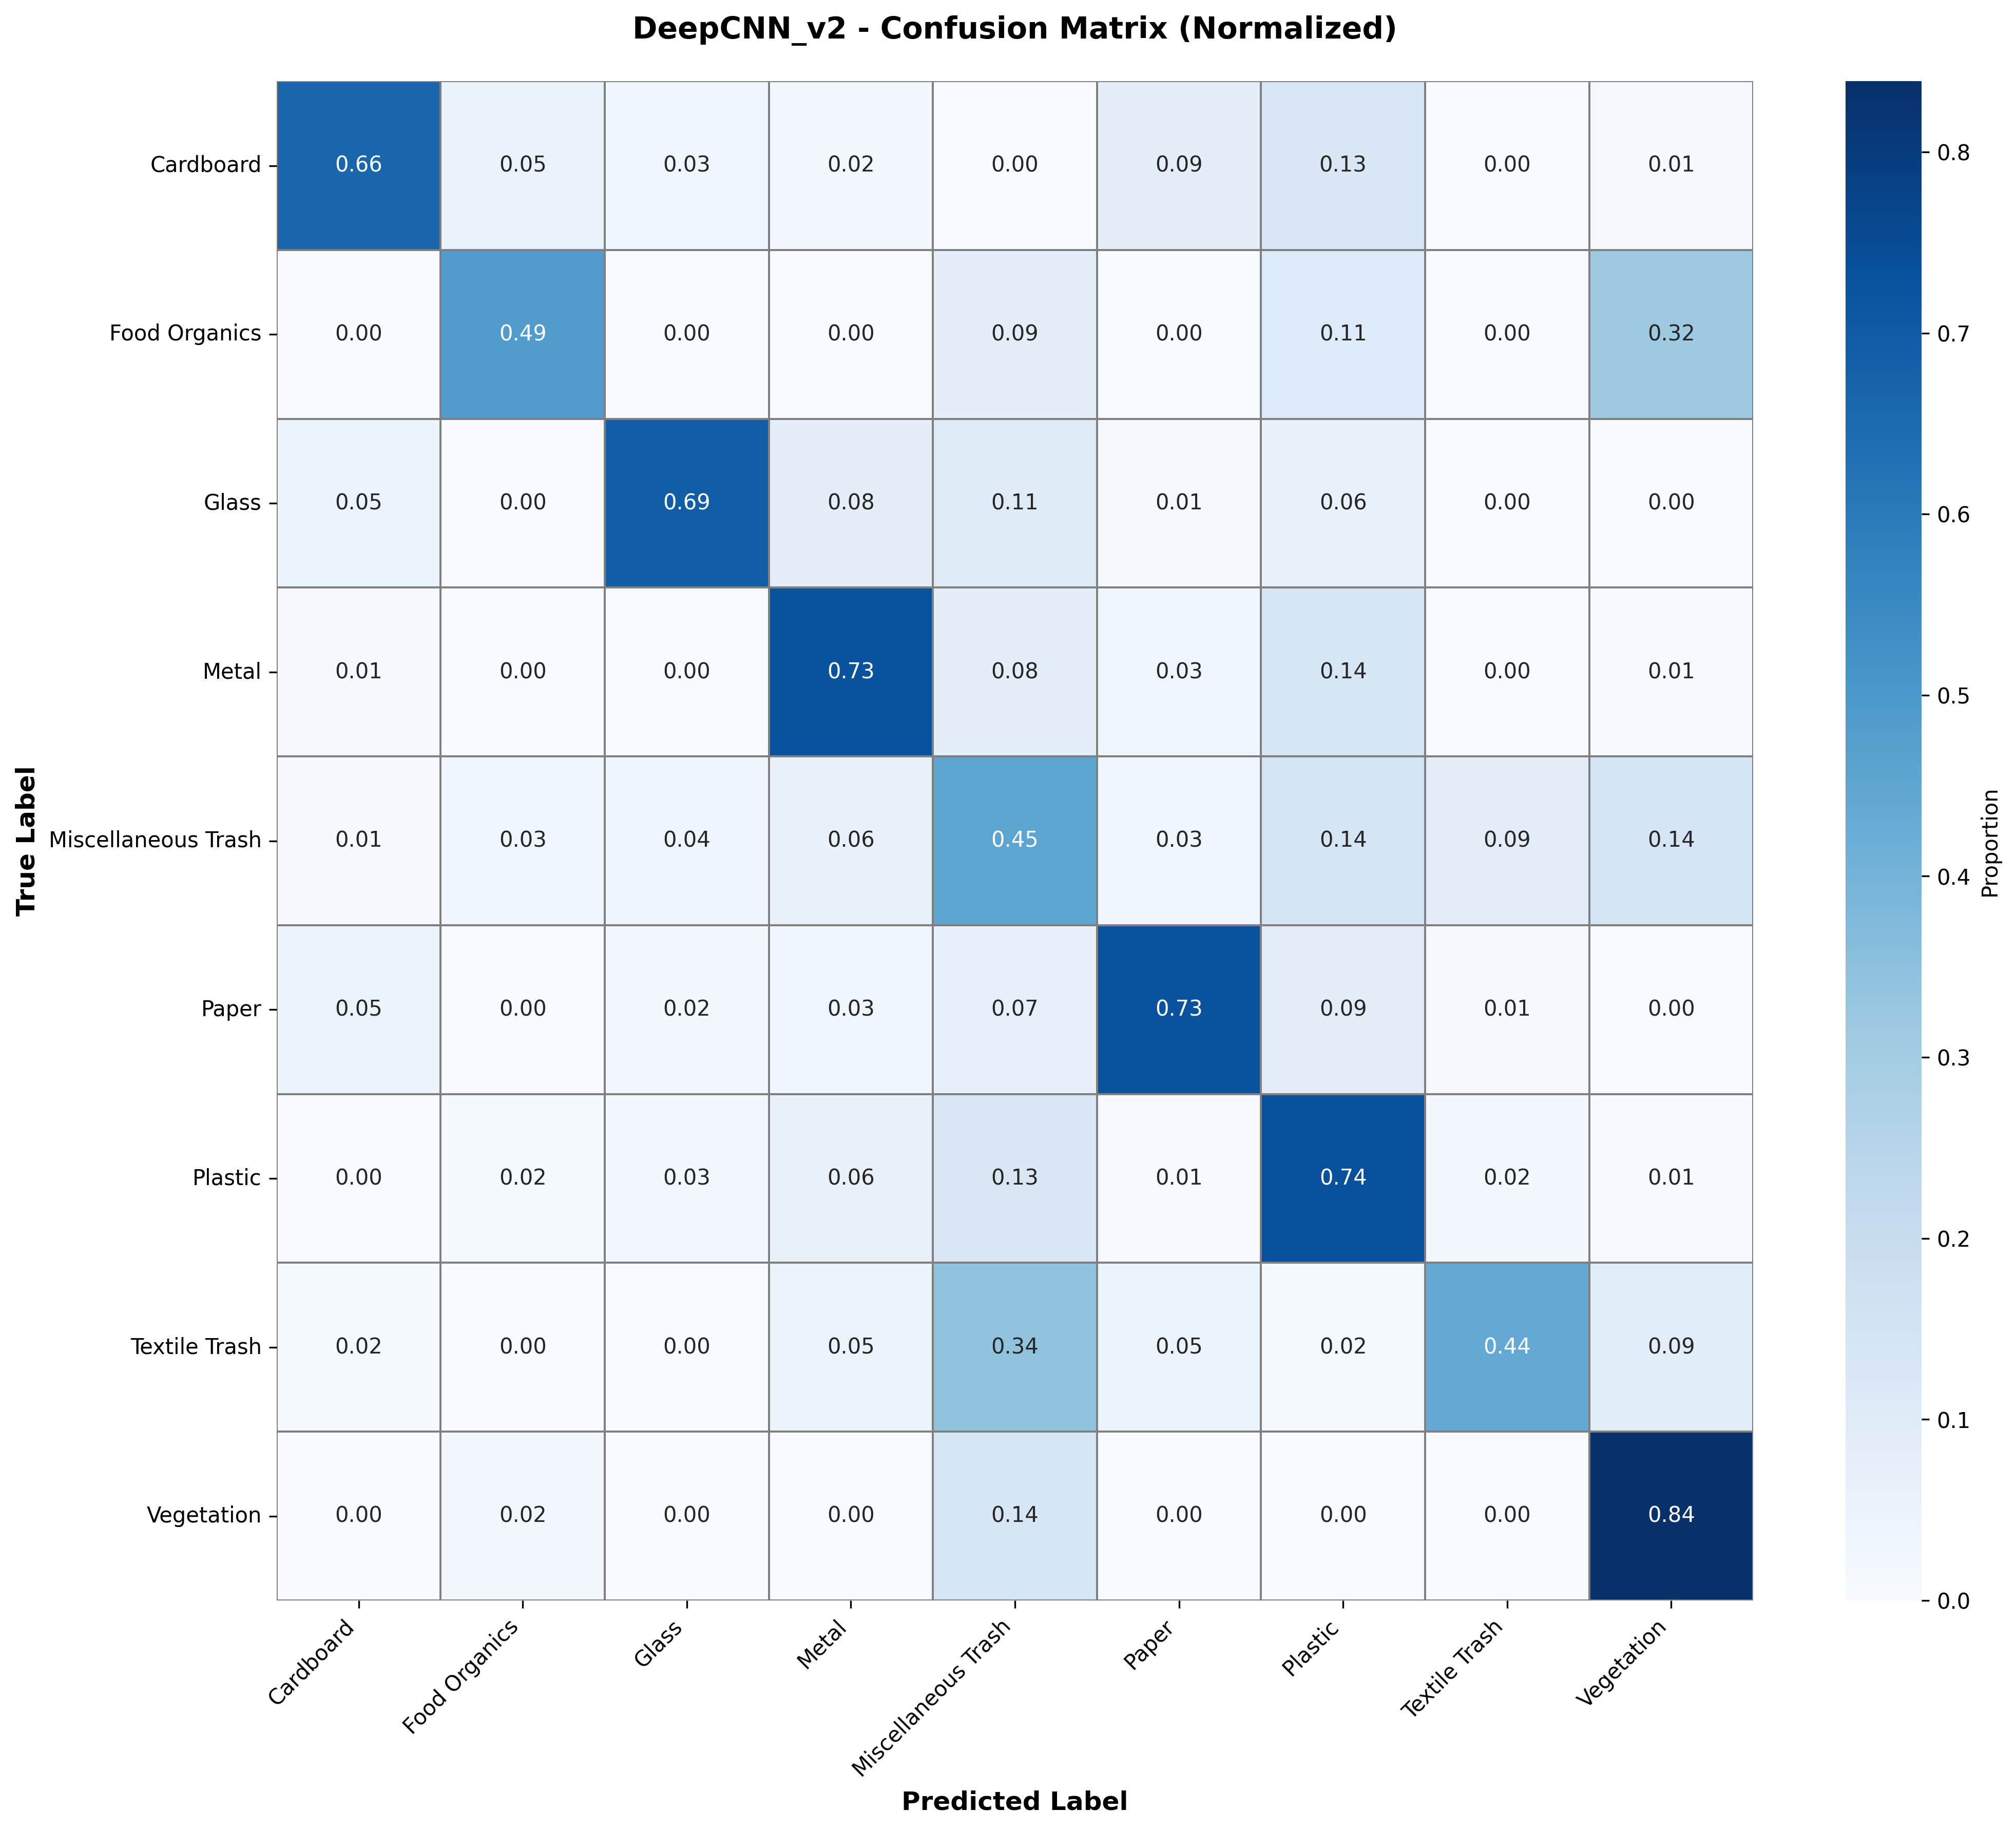 DeepCNN_v2 - Confusion Matrix (Normalized)
Cardboard 0.66 0.05 0.03 0.02 0.00 0.09 0.13 0.00 0.01
Food Organics 0.00 0.49 0.00 0.00 0.09 0.00 0.11 0.00 0.32
Glass 0.05 0.00 0.69 0.08 0.11 0.01 0.06 0.00 0.00
Metal 0.01 0.00 0.00 0.73 0.08 0.03 0.14 0.00 0.01
Miscellaneous Trash 0.01 0.03 0.04 0.06 0.45 0.03 0.14 0.09 0.14
Paper 0.05 0.00 0.02 0.03 0.07 0.73 0.09 0.01 0.00
Plastic 0.00 0.02 0.03 0.06 0.13 0.01 0.74 0.02 0.01
Textile Trash 0.02 0.00 0.00 0.05 0.34 0.05 0.02 0.44 0.09
Vegetation 0.00 0.02 0.00 0.00 0.14 0.00 0.00 0.00 0.84
Cardboard Food Organics Glass Metal Miscellaneous Trash Paper Plastic Textile Trash Vegetation
Predicted Label
True Label
0.8
0.7
0.6
0.5
0.4
0.3
0.2
0.1
0.0
Proportion